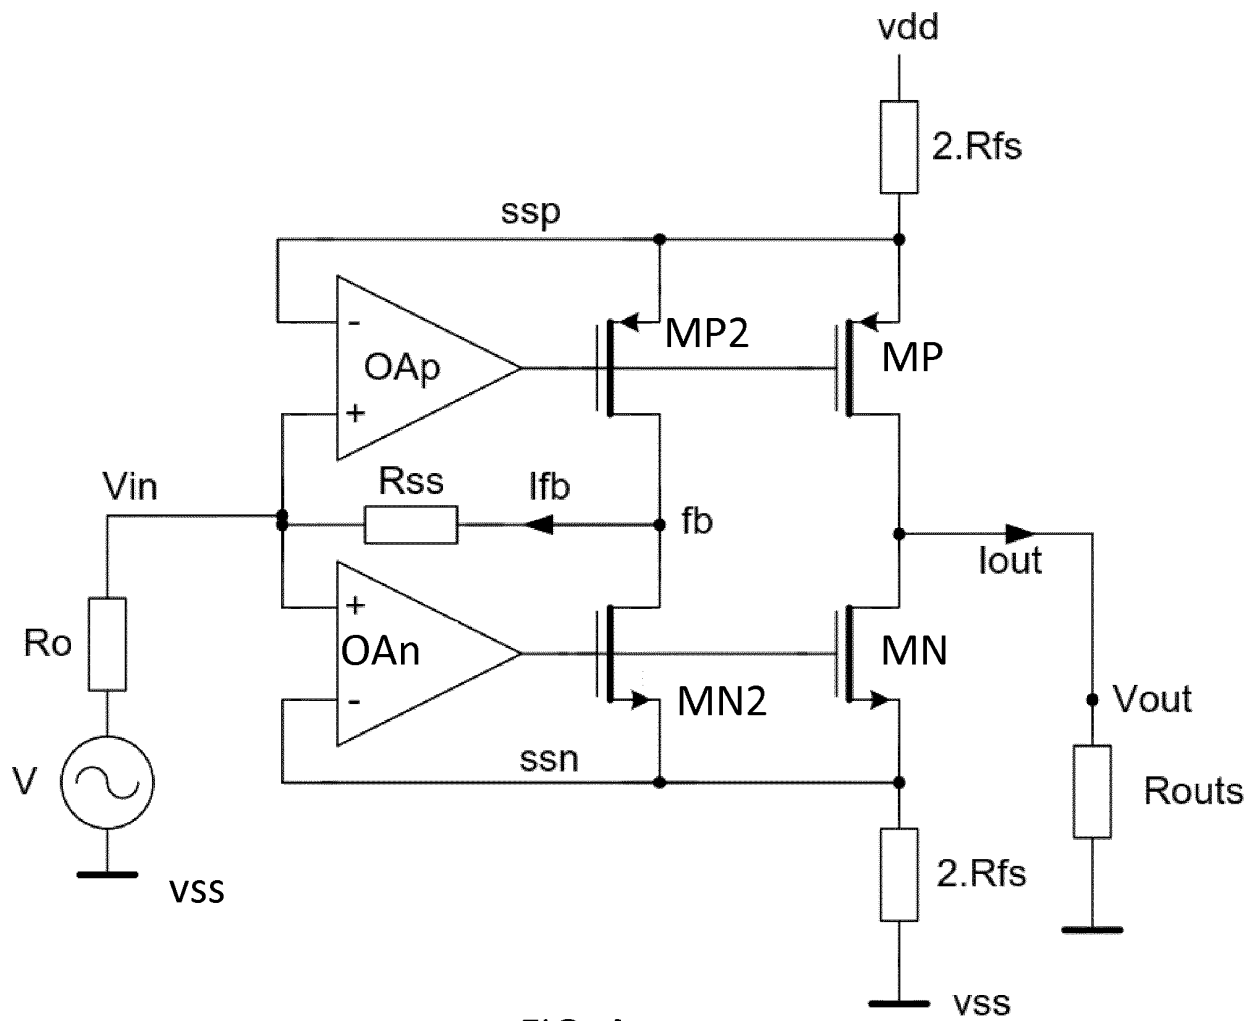 vdd
2.Rfs
ssp
-
MP2
MP
OAp
+
Rss
Ifb
Vin
fb
Iout
+
Ro
OAn
MN
-
MN2
Vout
ssn
V
Routs
vss
2.Rfs
vss